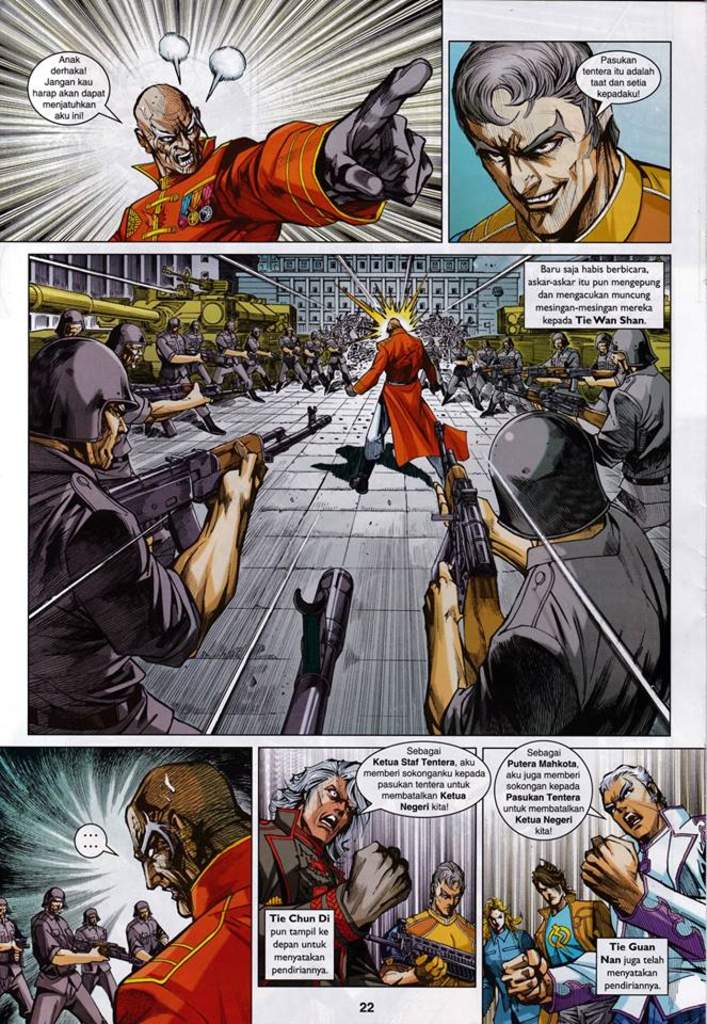 Anak
derhaka!
Jangan kau
harap akan dapat
menjatuhkan
aku ini!
Pasukan
tentera itu adalah
taat dan setia
kepadaku!
Baru saja habis berbicara,
askar-askar itu pun mengepung
dan mengacukan muncung
mesingan-mesingan mereka
kepada Tie Wan Shan.
...
...
Sebagai
Ketua Staf Tentera, aku
memberi sokonganku kepada
pasukan tentera untuk
membatalkan Ketua
Negeri kita!
Tie Chun Di
pun tampil ke
depan untuk
menyatakan
pendiriannya.
Sebagai
Putera Mahkota,
aku juga memberi
sokongan kepada
Pasukan Tentera
untuk membatalkan
Ketua Negeri
kita!
Tie Guan
Nan juga telah
menyatakan
pendiriannya.
22